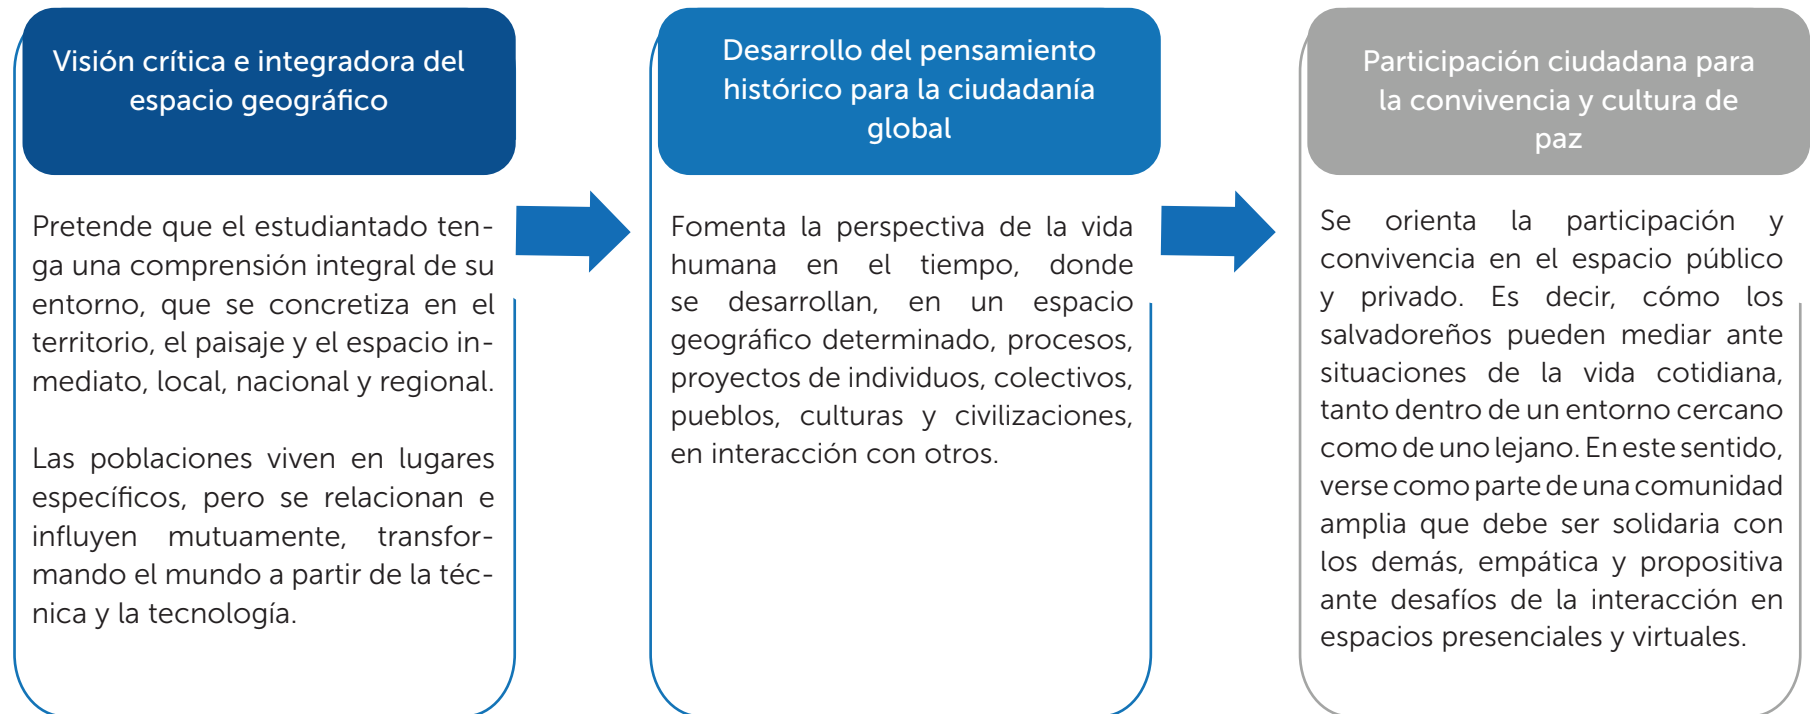 Visión crítica e integradora del
espacio geográfico
Pretende que el estudiantado ten-
ga una comprensión integral de su
entorno, que se concretiza en el
territorio, el paisaje y el espacio in-
mediato, local, nacional y regional.
Las poblaciones viven en lugares
específicos, pero se relacionan e
influyen mutuamente, transfor-
mando el mundo a partir de la téc-
nica y la tecnología.
Desarrollo del pensamiento
histórico para la ciudadanía
global
Fomenta la perspectiva de la vida
humana en el tiempo, donde
se desarrollan, en un espacio
geográfico determinado, procesos,
proyectos de individuos, colectivos,
pueblos, culturas y civilizaciones,
en interacción con otros.
Participación ciudadana para
la convivencia y cultura de
paz
Se orienta la participación y
convivencia en el espacio público
y privado. Es decir, cómo los
salvadoreños pueden mediar ante
situaciones de la vida cotidiana,
tanto dentro de un entorno cercano
como de uno lejano. En este sentido,
verse como parte de una comunidad
amplia que debe ser solidaria con
los demás, empática y propositiva
ante desafíos de la interacción en
espacios presenciales y virtuales.